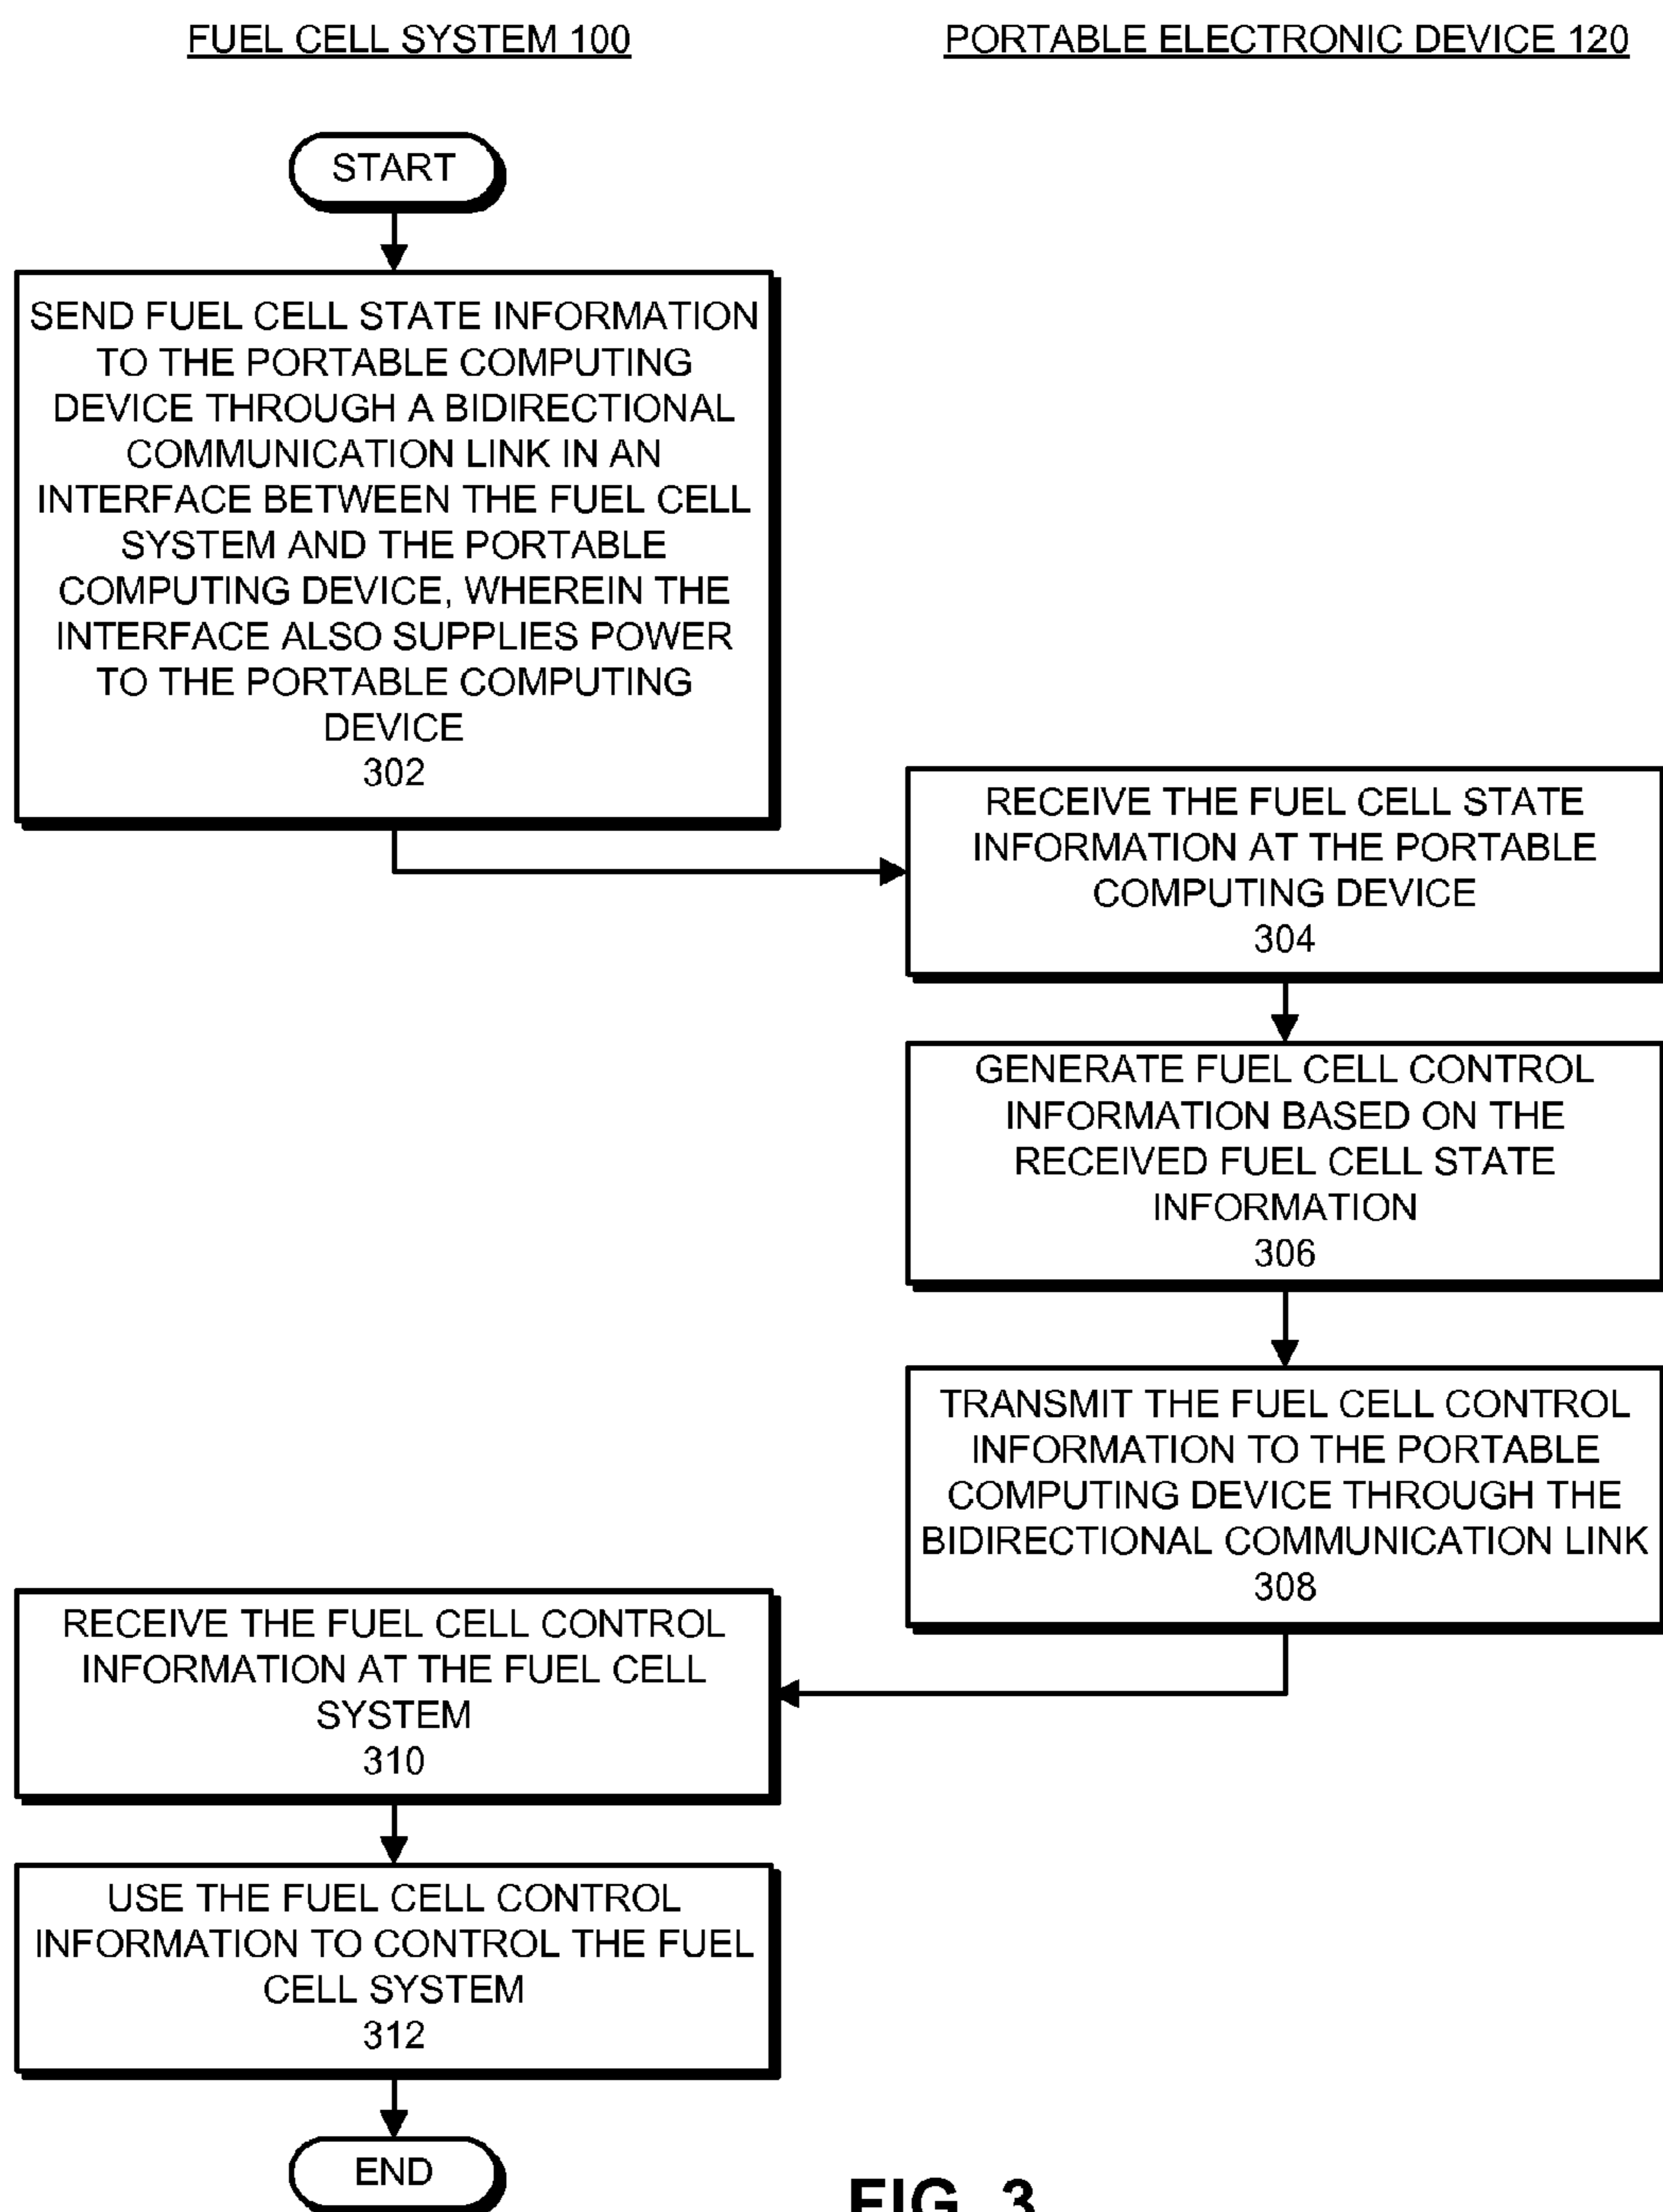 FUEL CELL SYSTEM 100
PORTABLE ELECTRONIC DEVICE 120
START
SEND FUEL CELL STATE INFORMATION
TO THE PORTABLE COMPUTING
DEVICE THROUGH A BIDIRECTIONAL
COMMUNICATION LINK IN AN
INTERFACE BETWEEN THE FUEL CELL
SYSTEM AND THE PORTABLE
COMPUTING DEVICE, WHEREIN THE
INTERFACE ALSO SUPPLIES POWER
TO THE PORTABLE COMPUTING
DEVICE
302
RECEIVE THE FUEL CELL STATE
INFORMATION AT THE PORTABLE
COMPUTING DEVICE
304
GENERATE FUEL CELL CONTROL
INFORMATION BASED ON THE
RECEIVED FUEL CELL STATE
INFORMATION
306
TRANSMIT THE FUEL CELL CONTROL
INFORMATION TO THE PORTABLE
COMPUTING DEVICE THROUGH THE
BIDIRECTIONAL COMMUNICATION LINK
308
RECEIVE THE FUEL CELL CONTROL
INFORMATION AT THE FUEL CELL
SYSTEM
310
USE THE FUEL CELL CONTROL
INFORMATION TO CONTROL THE FUEL
CELL SYSTEM
312
END
FIG. 3